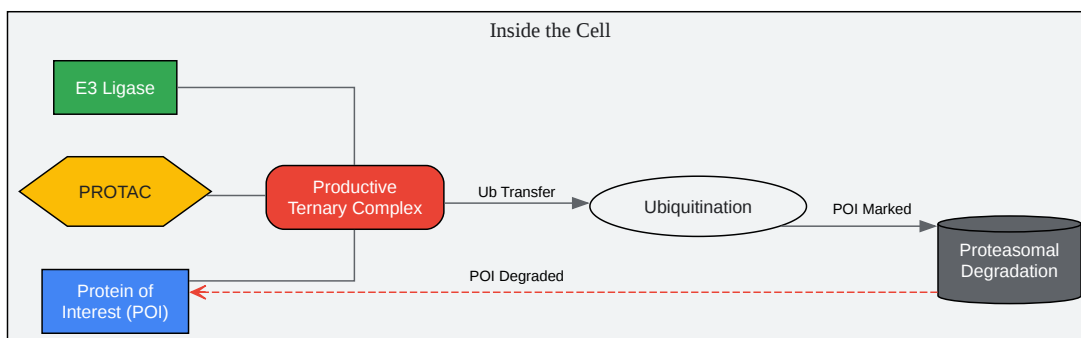 Inside the Cell
E3 Ligase
PROTAC
Productive
Ternary Complex
Ub Transfer
Ubiquitination
POI Marked
Proteasomal
Degradation
POI Degraded
Protein of
Interest (POI)